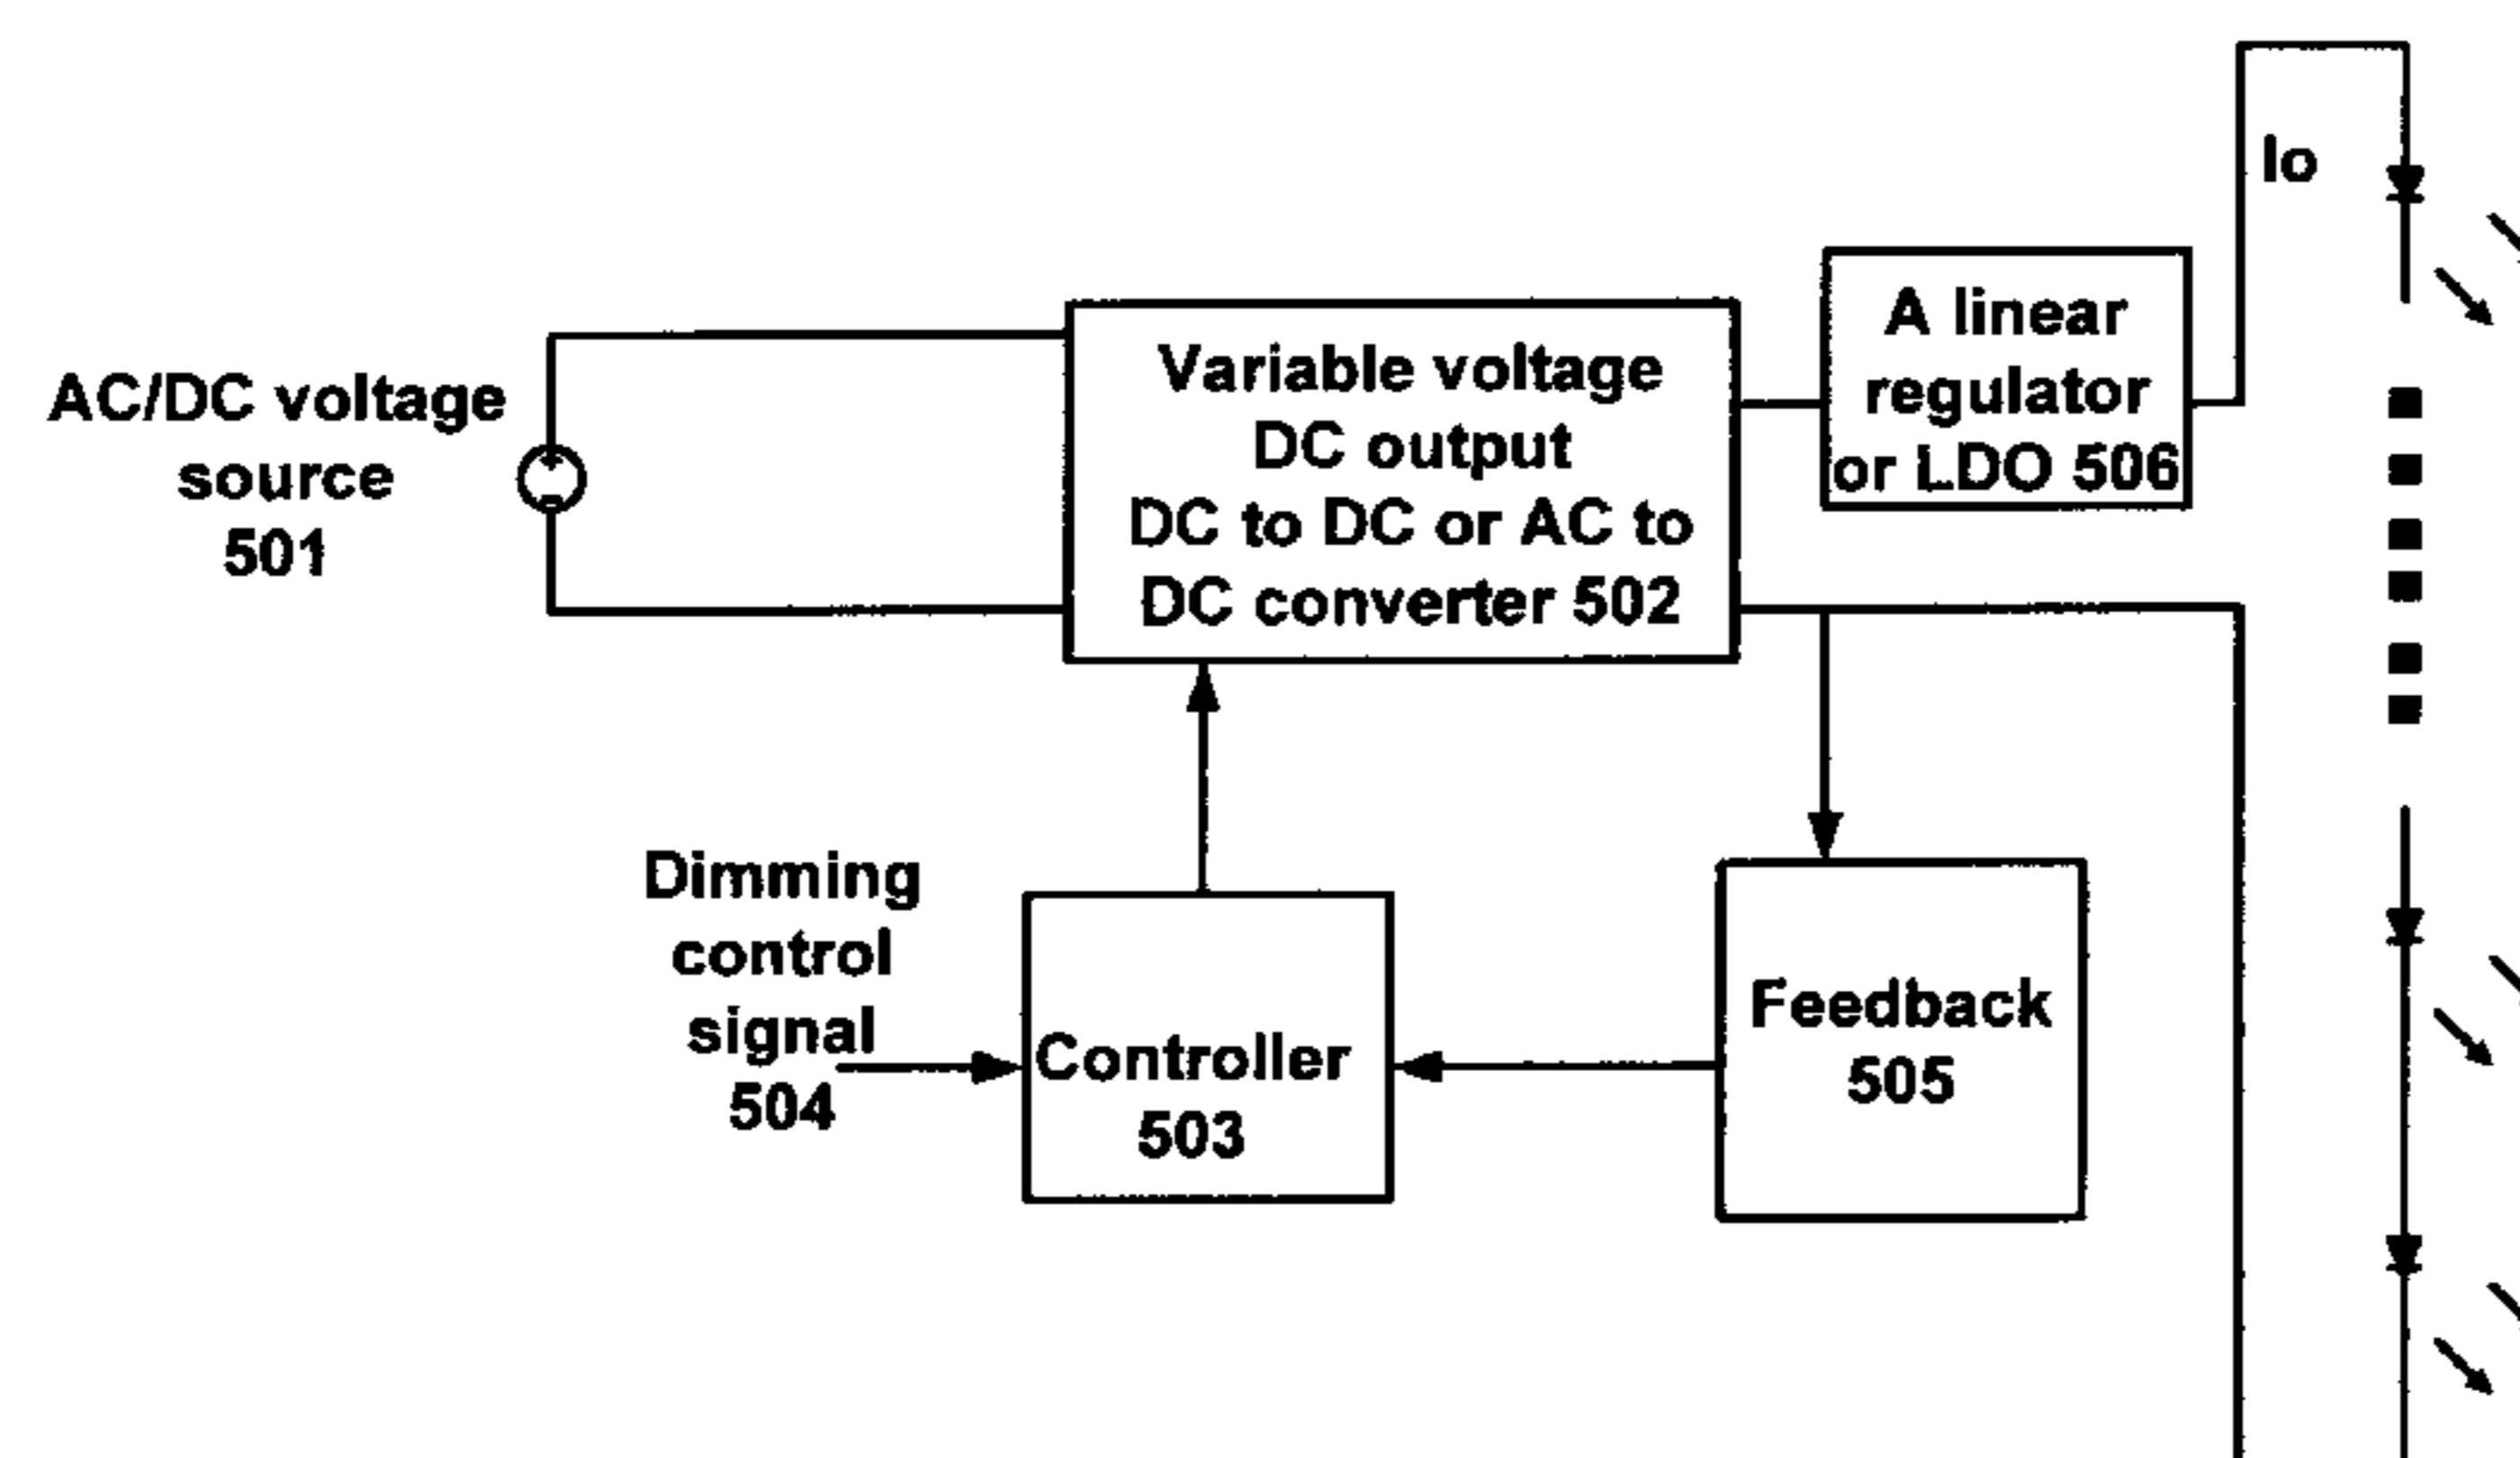 Io
A linear
regulator
or LDO 506
AC/DC voltage
source
501
Variable voltage
DC output
DC to DC or AC to
DC converter 502
Dimming
control
signal
504
Controller
503
Feedback
505